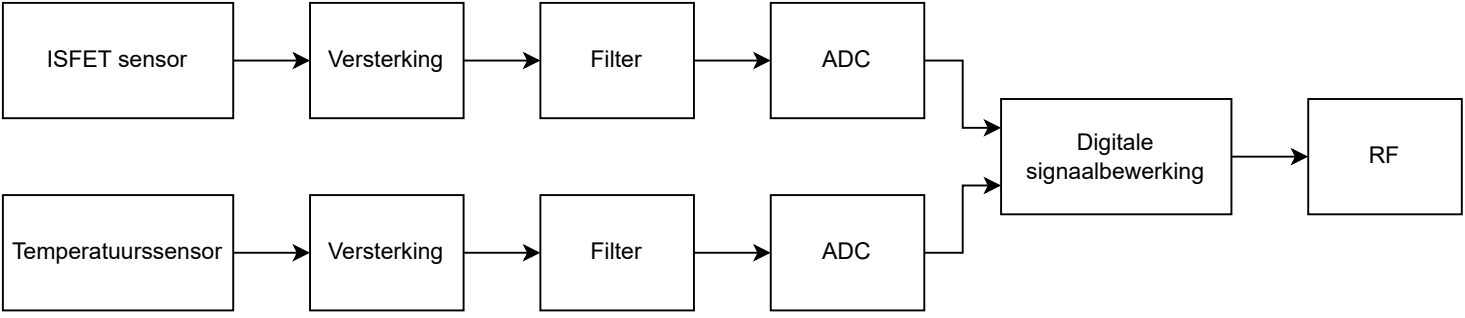 ISFET sensor
Versterking
Filter
ADC
Digitale
signaalbewerking
RF
Temperatuurssensor
Versterking
Filter
ADC